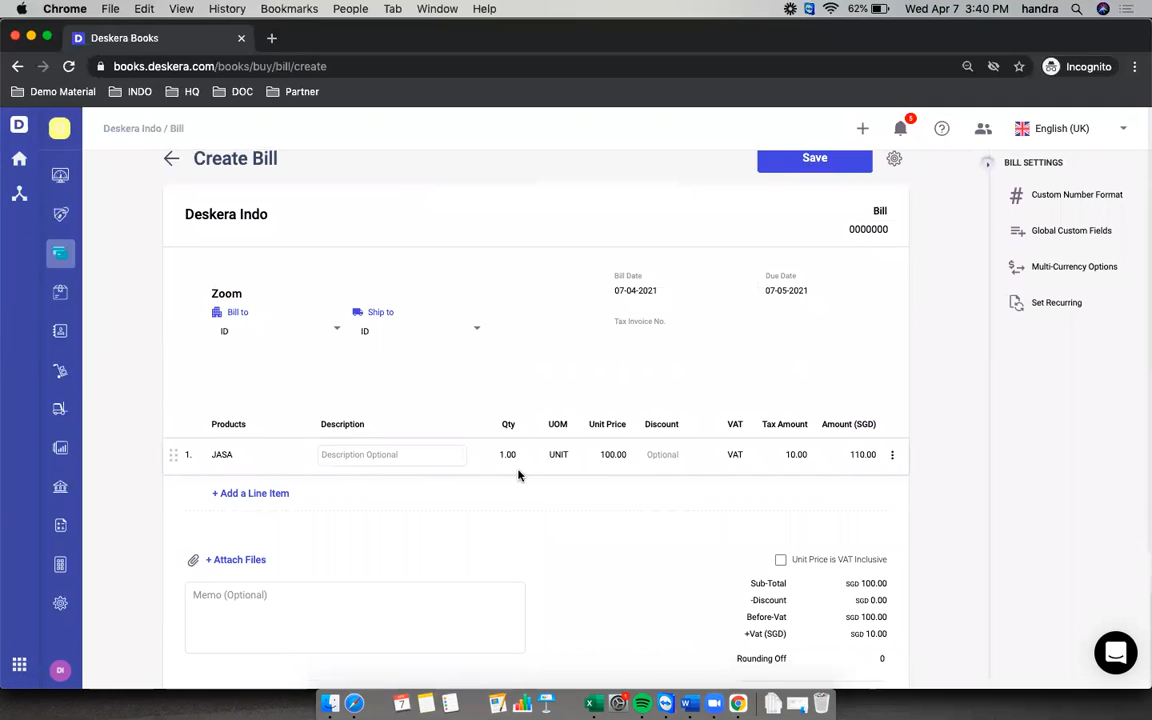 Chrome File Edit View History Bookmarks People Tab Window Help 62% Wed Apr 7 3:40 PM handra
D Deskera Books
books.deskera.com/books/buy/bill/create Incognito
Demo Material INDO HQ DOC Partner
D Deskera Indo / Bill 5 English (UK)
Create Bill Save BILL SETTINGS
Custom Number Format
Global Custom Fields
Multi-Currency Options
Set Recurring
Deskera Indo Bill
0000000
Zoom
Bill to Ship to
ID ID
Bill Date Due Date
07-04-2021 07-05-2021
Tax Invoice No.
Products Description Qty UOM Unit Price Discount VAT Tax Amount Amount (SGD)
1. JASA Description Optional 1.00 UNIT 100.00 Optional VAT 10.00 110.00
+ Add a Line Item
+ Attach Files
Memo (Optional)
Unit Price is VAT Inclusive
Sub-Total SGD 100.00
-Discount SGD 0.00
Before-Vat SGD 100.00
+Vat (SGD) SGD 10.00
Rounding Off 0
DI